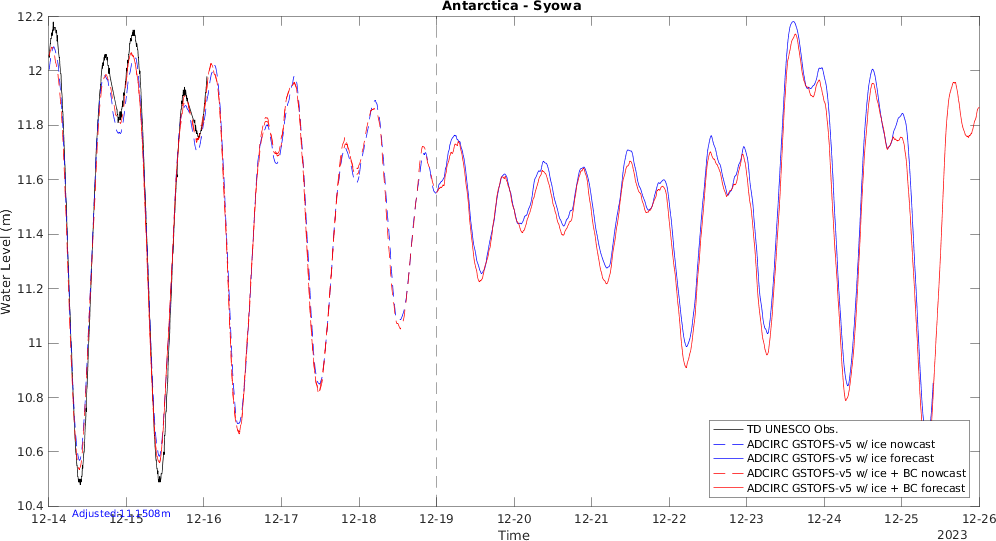 Antarctica - Syowa
12.2
12
11.8
11.6
11.4
11.2
11
10.8
10.6
10.4
Water Level (m)
TD UNESCO Obs.
ADCIRC GSTOFS-v5 w/ ice nowcast
ADCIRC GSTOFS-v5 w/ ice forecast
ADCIRC GSTOFS-v5 w/ ice + BC nowcast
ADCIRC GSTOFS-v5 w/ ice + BC forecast
Adjusted:11.1508m
12-14 12-15 12-16 12-17 12-18 12-19 12-20 12-21 12-22 12-23 12-24 12-25 12-26
Time
2023